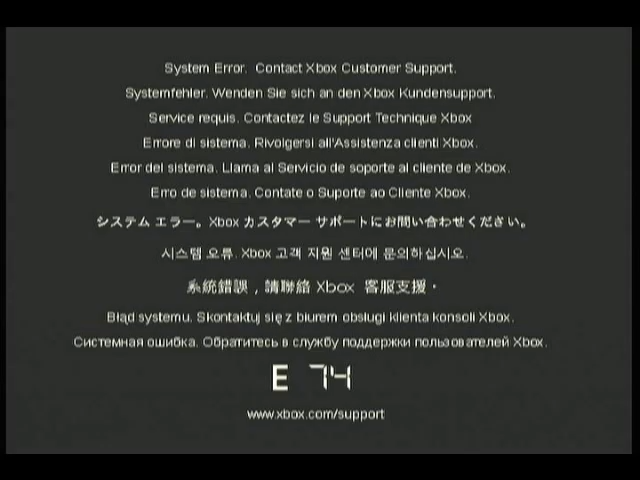 System Error. Contact Xbox Customer Support.
Systemfehler. Wenden Sie sich an den Xbox Kundensupport.
Service requis. Contactez le Support Technique Xbox
Errore di sistema. Rivolgersi all'Assistenza clienti Xbox.
Error del sistema. Llama al Servicio de soporte al cliente de Xbox.
Erro de sistema. Contate o Suporte ao Cliente Xbox.
システム エラー。Xbox カスタマー サポートにお問い合わせください。
시스템 오류. Xbox 고객 지원 센터에 문의하십시오.
系統錯誤，請聯絡 Xbox 客服支援。
Błąd systemu. Skontaktuj się z biurem obsługi klienta konsoli Xbox.
Системная ошибка. Обратитесь в службу поддержки пользователей Xbox.
E 74
www.xbox.com/support